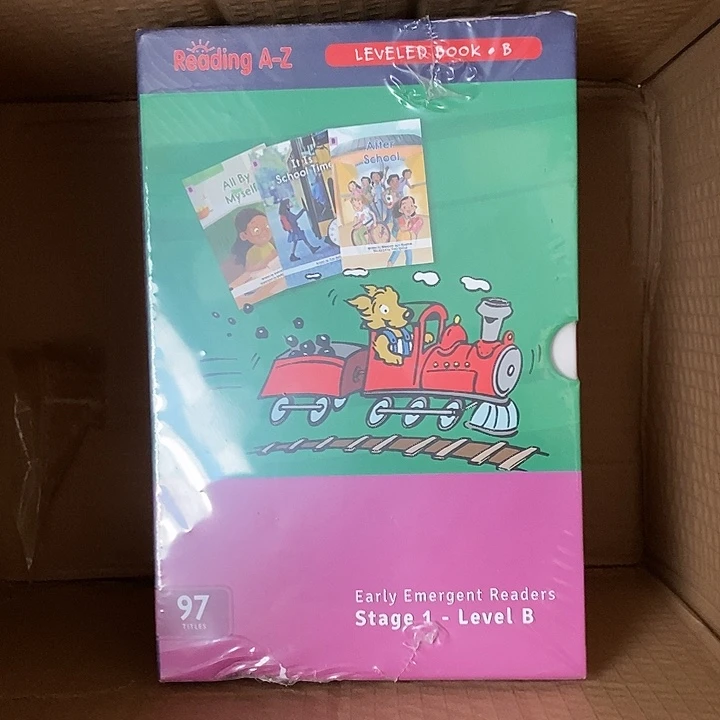 Reading A-Z
LEVELED BOOK • B
All By
Myself
It Is
School Time
After
School
97
TITLES
Early Emergent Readers
Stage 1 - Level B